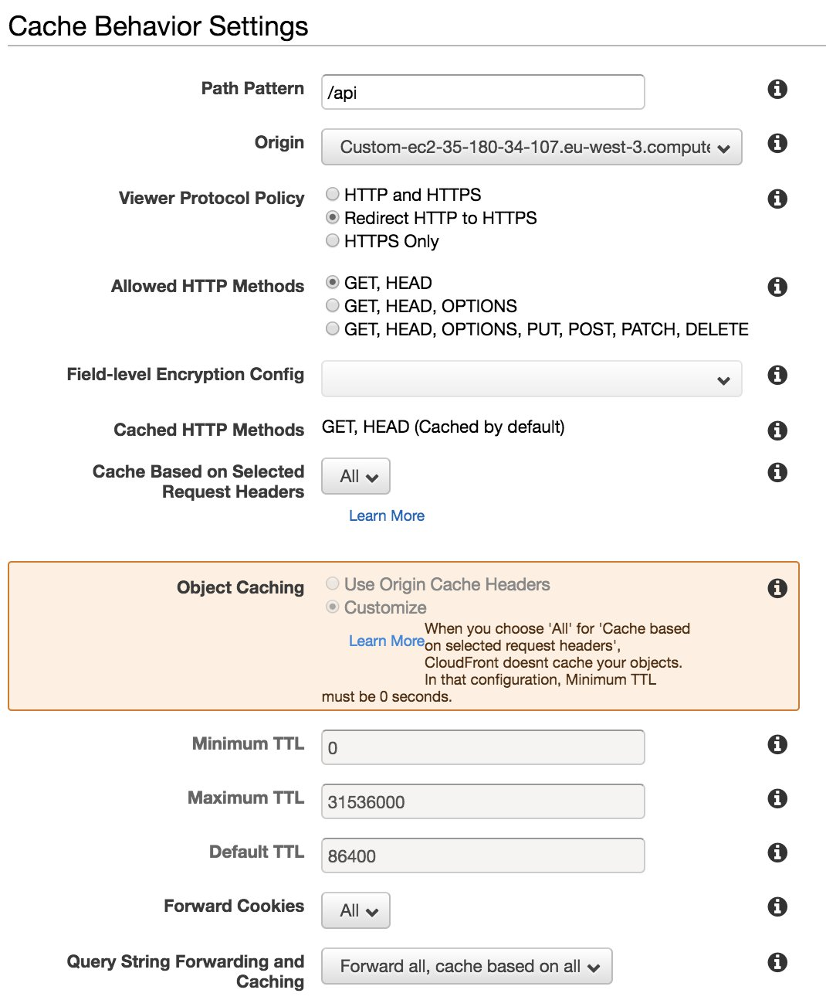 Cache Behavior Settings
Path Pattern
/api
Origin
Custom-ec2-35-180-34-107.eu-west-3.compute
Viewer Protocol Policy
HTTP and HTTPS
Redirect HTTP to HTTPS
HTTPS Only
Allowed HTTP Methods
GET, HEAD
GET, HEAD, OPTIONS
GET, HEAD, OPTIONS, PUT, POST, PATCH, DELETE
Field-level Encryption Config
Cached HTTP Methods
GET, HEAD (Cached by default)
Cache Based on Selected
Request Headers
All
Learn More
Object Caching
Use Origin Cache Headers
Customize
Learn More
When you choose 'All' for 'Cache based
on selected request headers',
CloudFront doesnt cache your objects.
In that configuration, Minimum TTL
must be 0 seconds.
Minimum TTL
0
Maximum TTL
31536000
Default TTL
86400
Forward Cookies
All
Query String Forwarding and
Caching
Forward all, cache based on all